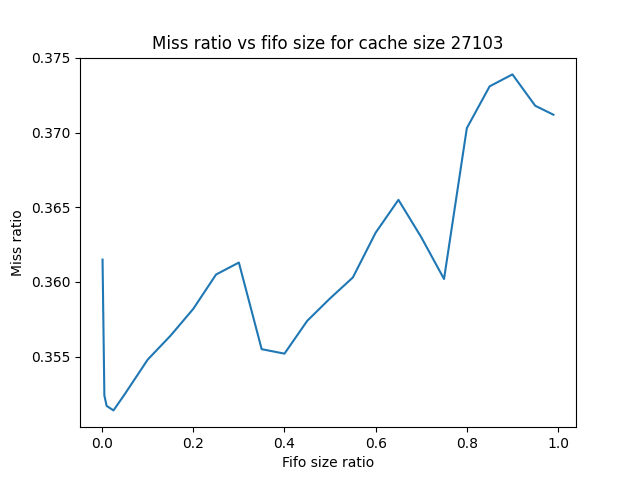 Miss ratio vs fifo size for cache size 27103
0.375
0.370
0.365
0.360
0.355
Miss ratio
0.0 0.2 0.4 0.6 0.8 1.0
Fifo size ratio